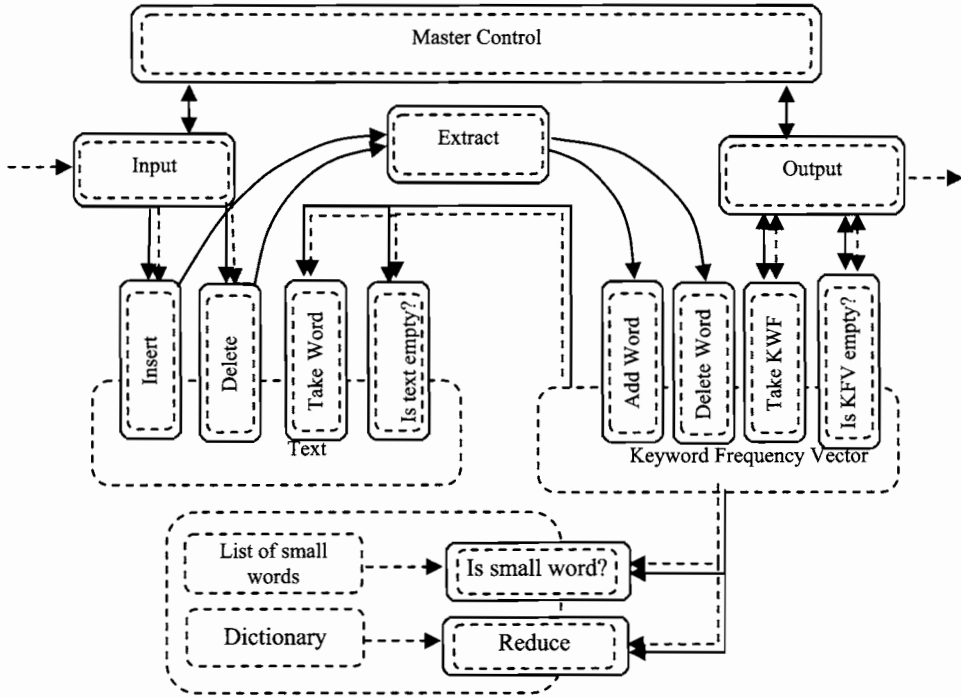 Master Control
Input
Extract
Output
Insert
Delete
Take Word
Is text empty?
Add Word
Delete Word
Take KWF
Is KFV empty?
Text
Keyword Frequency Vector
List of small
words
Is small word?
Dictionary
Reduce